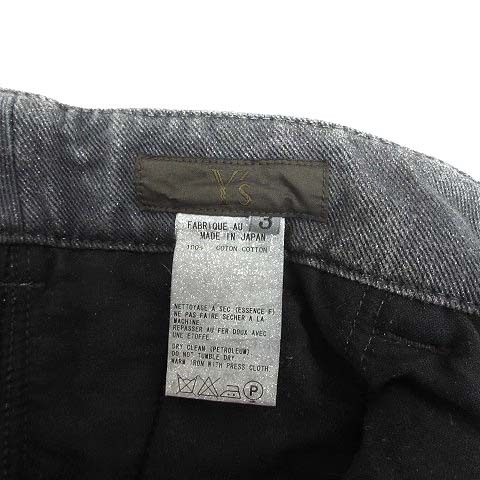 Y's
3
FABRIQUE AU
MADE IN JAPAN
100% COTON COTTON
NETTOYAGE A SEC (ESSENCE F)
NE PAS FAIRE SECHER A LA
MACHINE.
REPASSER AU FER DOUX AVEC
UNE ETOFFE.
DRY CLEAN (PETROLEUM)
DO NOT TUMBLE DRY.
WARM IRON WITH PRESS CLOTH
P